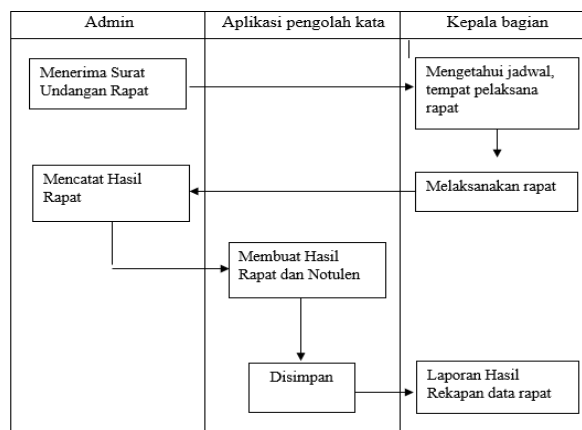 Admin
Aplikasi pengolah kata
Kepala bagian
Menerima Surat
Undangan Rapat
Mengetahui jadwal,
tempat pelaksana
rapat
Mencatat Hasil
Rapat
Melaksanakan rapat
Membuat Hasil
Rapat dan Notulen
Disimpan
Laporan Hasil
Rekapan data rapat